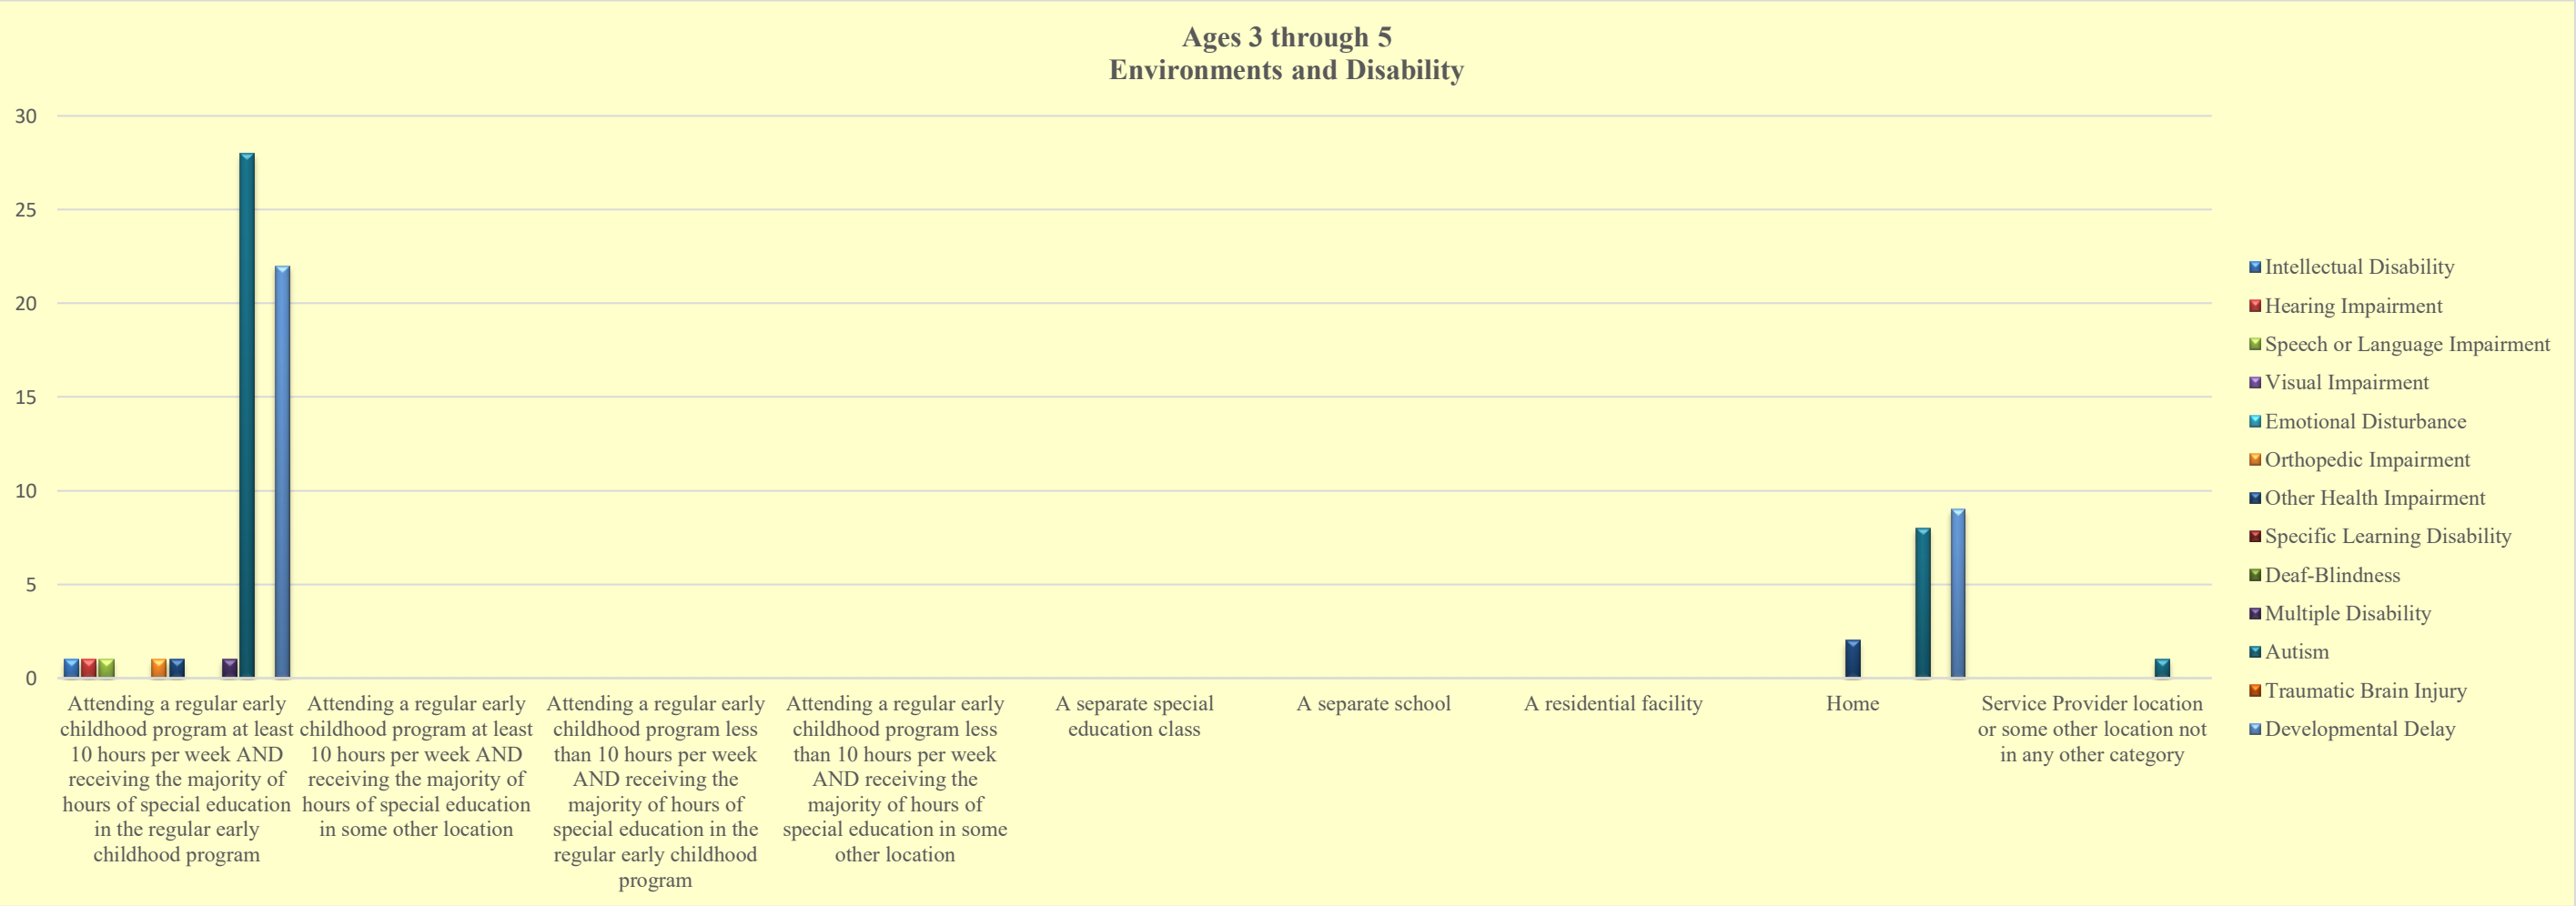 Ages 3 through 5
Environments and Disability
30
25
20
15
10
5
0
Attending a regular early
childhood program at least
10 hours per week AND
receiving the majority of
hours of special education
in the regular early
childhood program
Attending a regular early
childhood program at least
10 hours per week AND
receiving the majority of
hours of special education
in some other location
Attending a regular early
childhood program less
than 10 hours per week
AND receiving the
majority of hours of
special education in the
regular early childhood
program
Attending a regular early
childhood program less
than 10 hours per week
AND receiving the
majority of hours of
special education in some
other location
A separate special
education class
A separate school
A residential facility
Home
Service Provider location
or some other location not
in any other category
Intellectual Disability
Hearing Impairment
Speech or Language Impairment
Visual Impairment
Emotional Disturbance
Orthopedic Impairment
Other Health Impairment
Specific Learning Disability
Deaf-Blindness
Multiple Disability
Autism
Traumatic Brain Injury
Developmental Delay